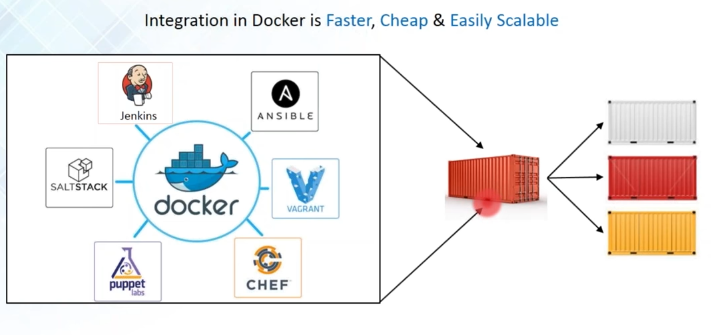 Integration in Docker is Faster, Cheap & Easily Scalable
Jenkins
ANSIBLE
SALTSTACK
docker
VAGRANT
puppet
labs
CHEF